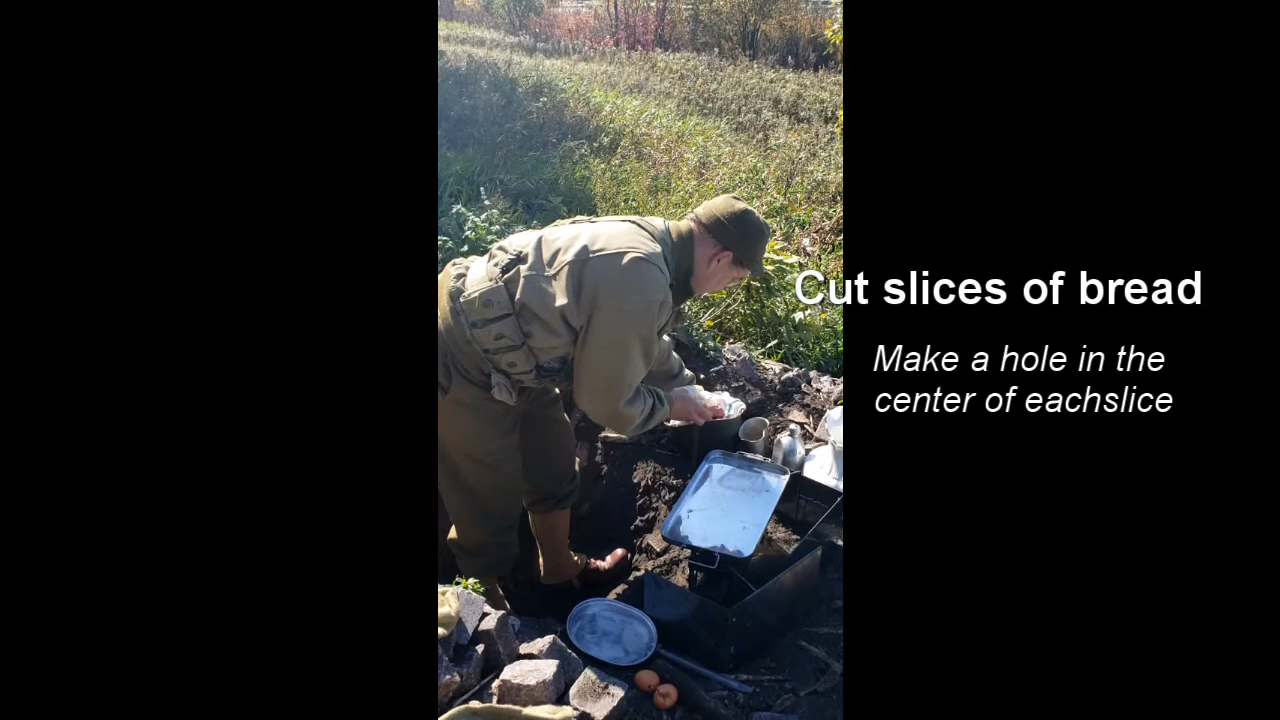 Cut slices of bread
Make a hole in the
center of eachslice